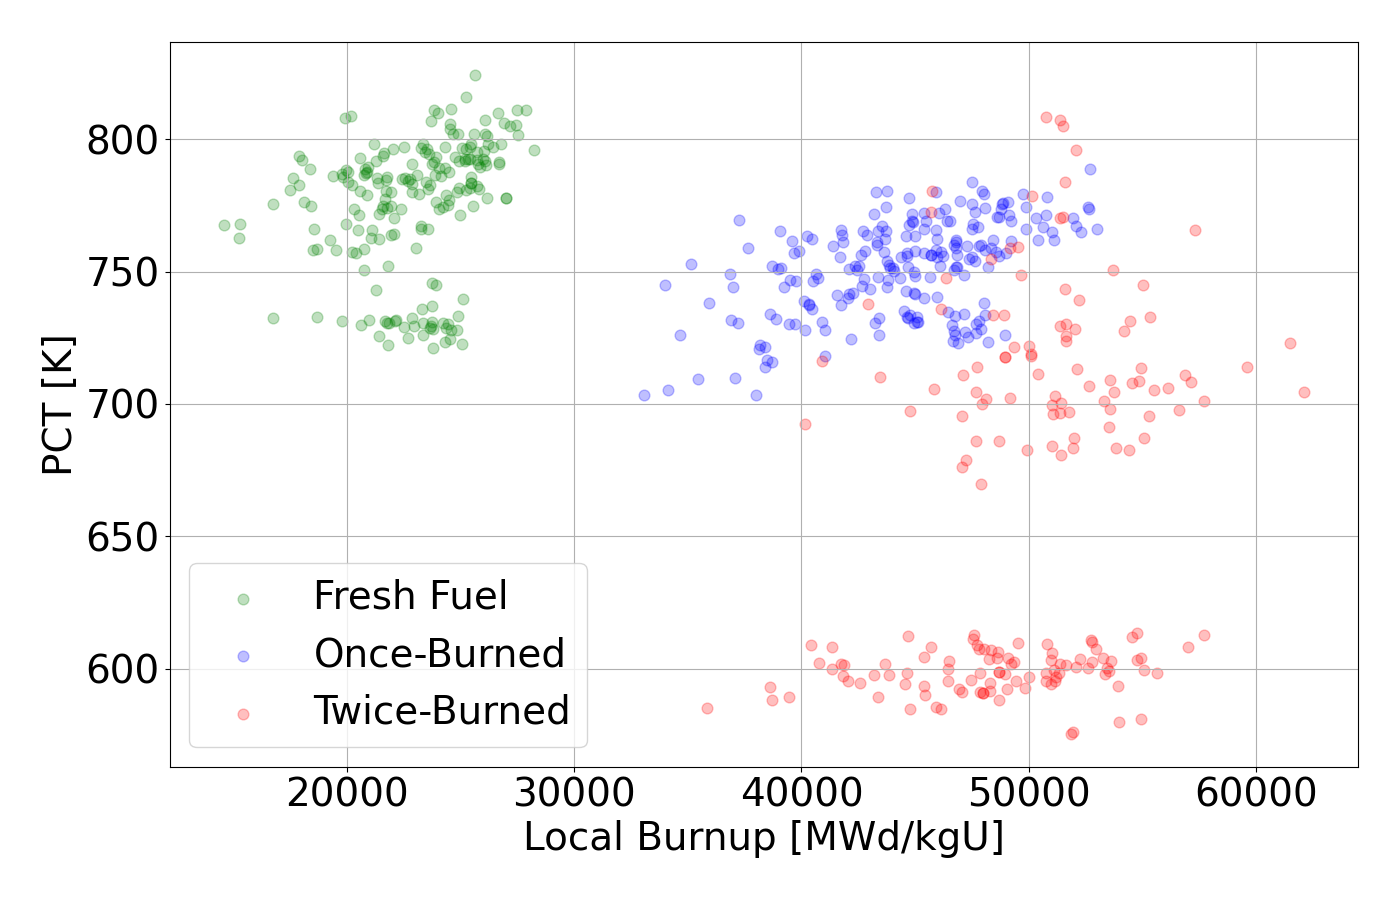 800
750
700
650
600
PCT [K]
Fresh Fuel
Once-Burned
Twice-Burned
20000 30000 40000 50000 60000
Local Burnup [MWd/kgU]